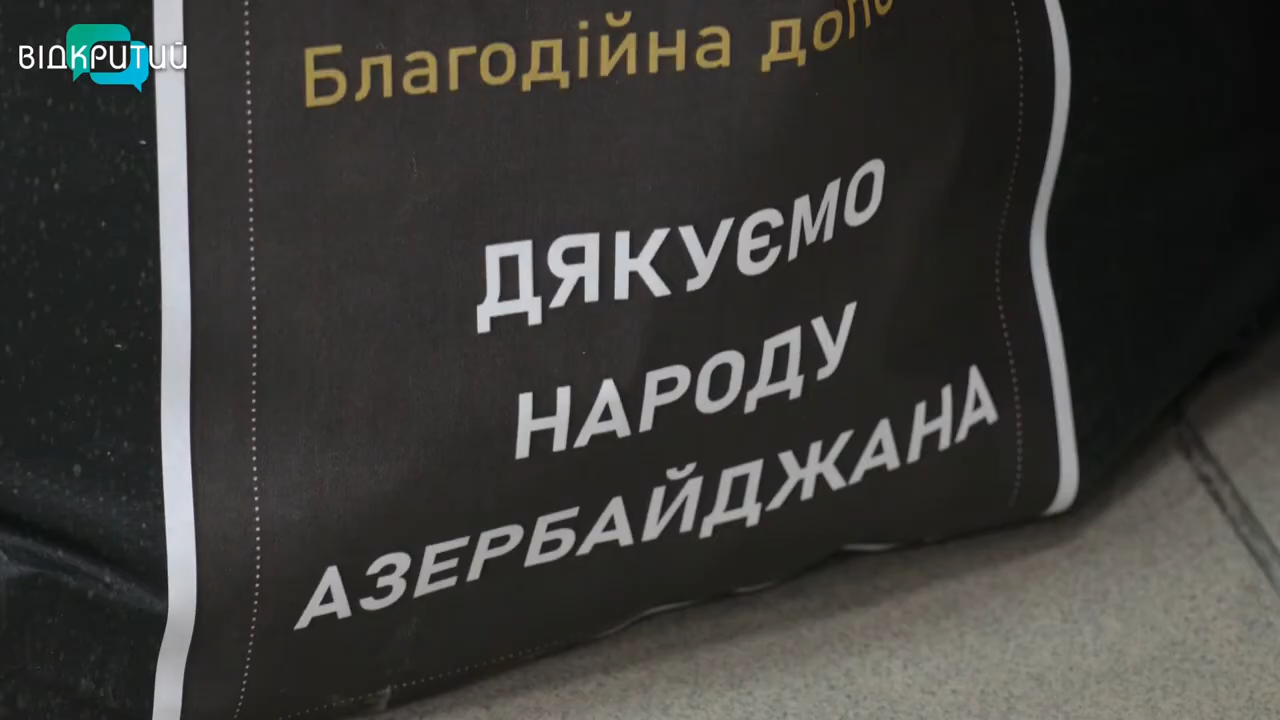 ВІДКРИТИЙ
Благодійна
ДЯКУЄМО
НАРОДУ
АЗЕРБАЙДЖАНА